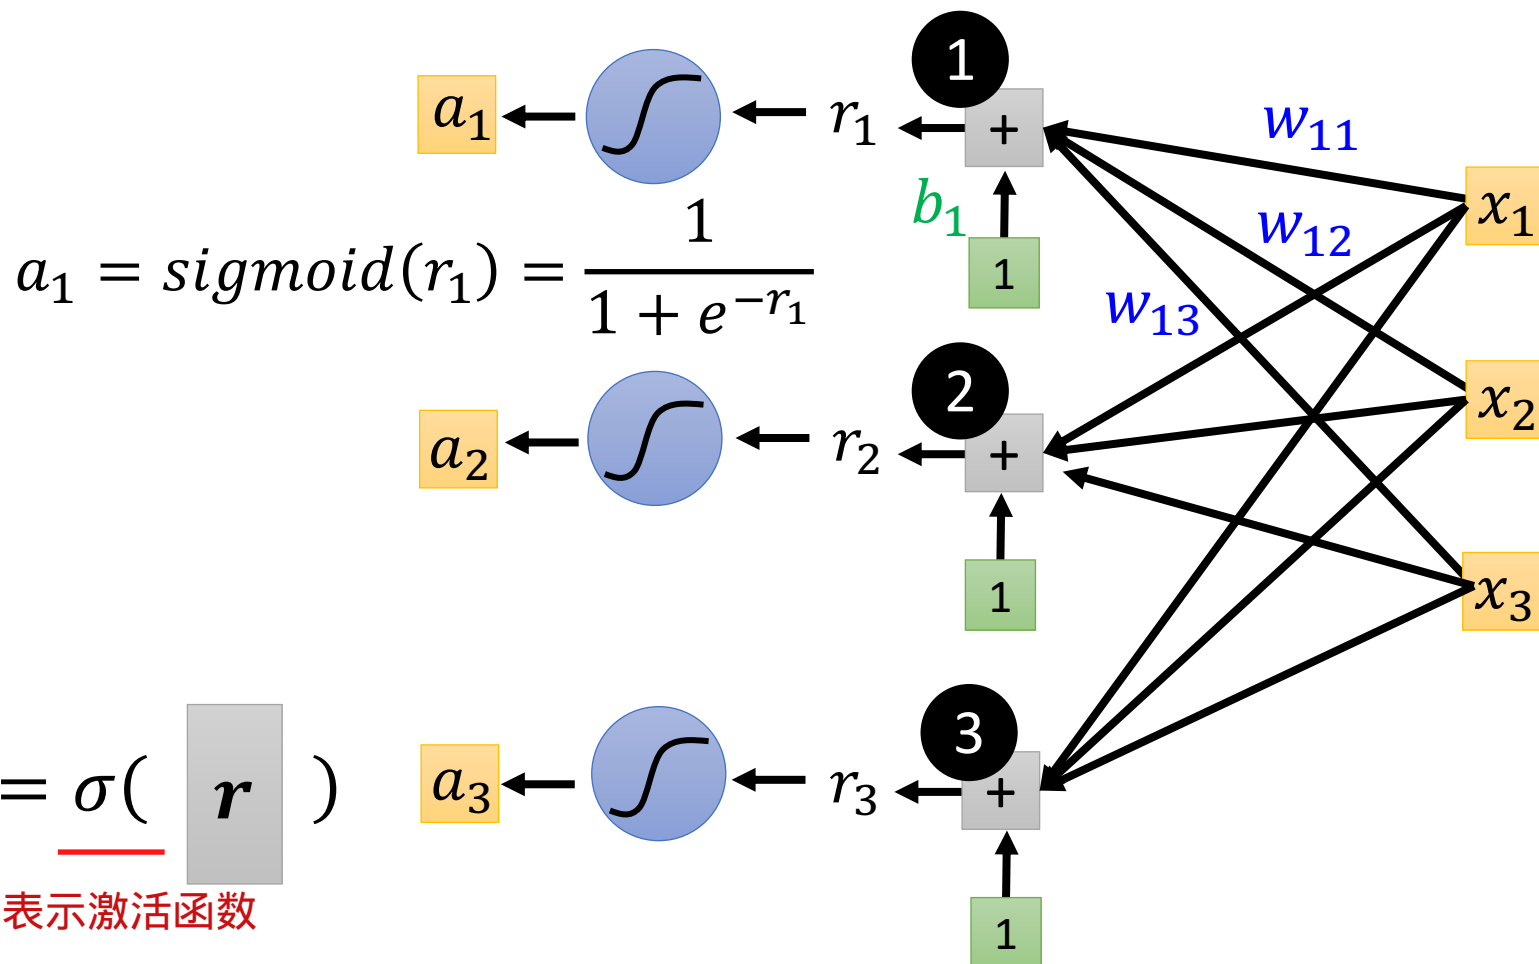 1
a₁
r₁
+
w₁₁
x₁
b₁
1
w₁₂
a₁ = sigmoid(r₁) = 1 / (1 + e^(−r₁))
w₁₃
2
a₂
r₂
+
x₂
1
x₃
3
= σ( r )
a₃
r₃
+
表示激活函数
1